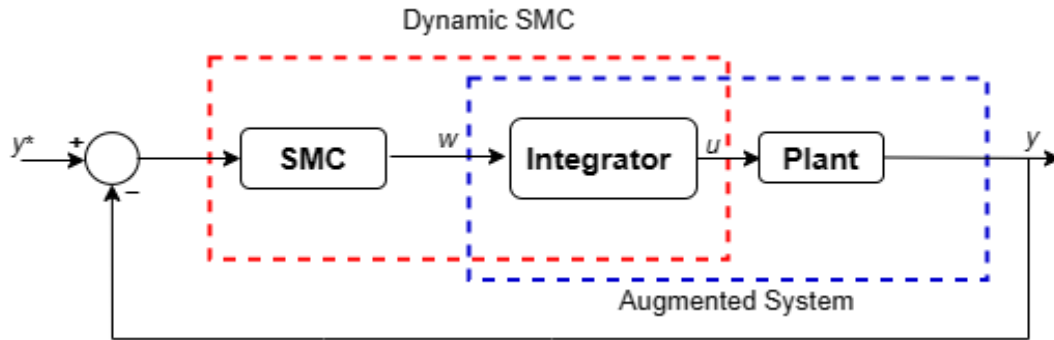 Dynamic SMC
y*
+
−
SMC
w
Integrator
u
Plant
y
Augmented System